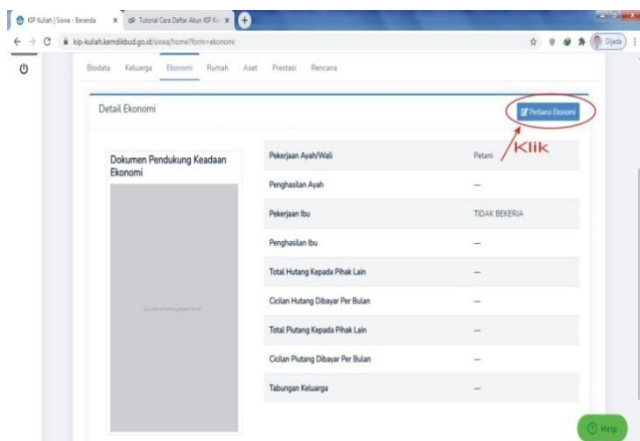 KIP Kuliah | Siswa - Beranda
Tutorial Cara Daftar Akun KIP Ku
kip-kuliah.kemdikbud.go.id/siswa/home?form=ekonomi
Djeda
Biodata Keluarga Ekonomi Rumah Aset Prestasi Rencana
Detail Ekonomi
Perbarui Ekonomi
Klik
Dokumen Pendukung Keadaan
Ekonomi
Pekerjaan Ayah/Wali Petani
Penghasilan Ayah —
Pekerjaan Ibu TIDAK BEKERJA
Penghasilan Ibu —
Total Hutang Kepada Pihak Lain —
Cicilan Hutang Dibayar Per Bulan —
Total Piutang Kepada Pihak Lain —
Cicilan Piutang Dibayar Per Bulan —
Tabungan Keluarga —
Help